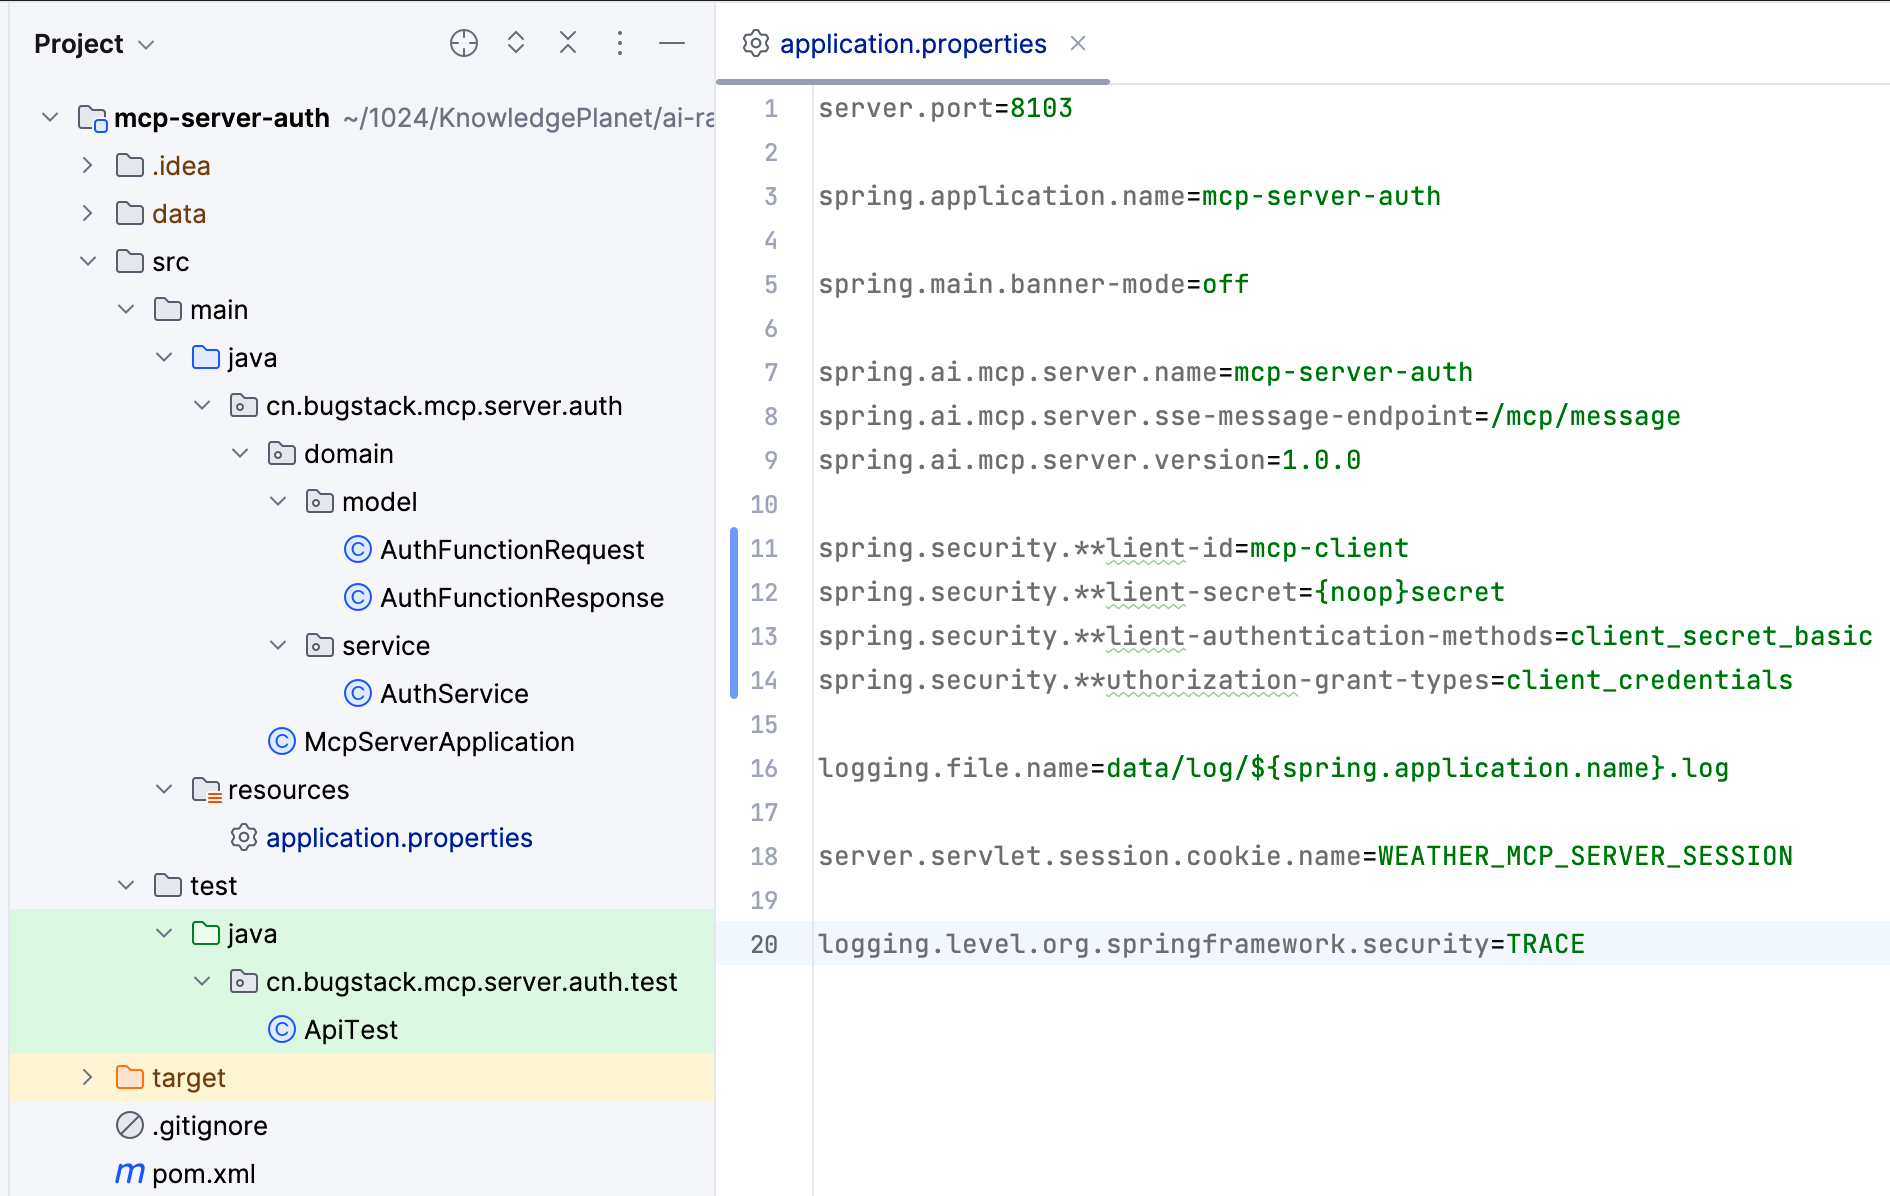 Project
mcp-server-auth ~/1024/KnowledgePlanet/ai-ra
.idea
data
src
main
java
cn.bugstack.mcp.server.auth
domain
model
AuthFunctionRequest
AuthFunctionResponse
service
AuthService
McpServerApplication
resources
application.properties
test
java
cn.bugstack.mcp.server.auth.test
ApiTest
target
.gitignore
pom.xml
application.properties
1 server.port=8103
2
3 spring.application.name=mcp-server-auth
4
5 spring.main.banner-mode=off
6
7 spring.ai.mcp.server.name=mcp-server-auth
8 spring.ai.mcp.server.sse-message-endpoint=/mcp/message
9 spring.ai.mcp.server.version=1.0.0
10
11 spring.security.**lient-id=mcp-client
12 spring.security.**lient-secret={noop}secret
13 spring.security.**lient-authentication-methods=client_secret_basic
14 spring.security.**uthorization-grant-types=client_credentials
15
16 logging.file.name=data/log/${spring.application.name}.log
17
18 server.servlet.session.cookie.name=WEATHER_MCP_SERVER_SESSION
19
20 logging.level.org.springframework.security=TRACE